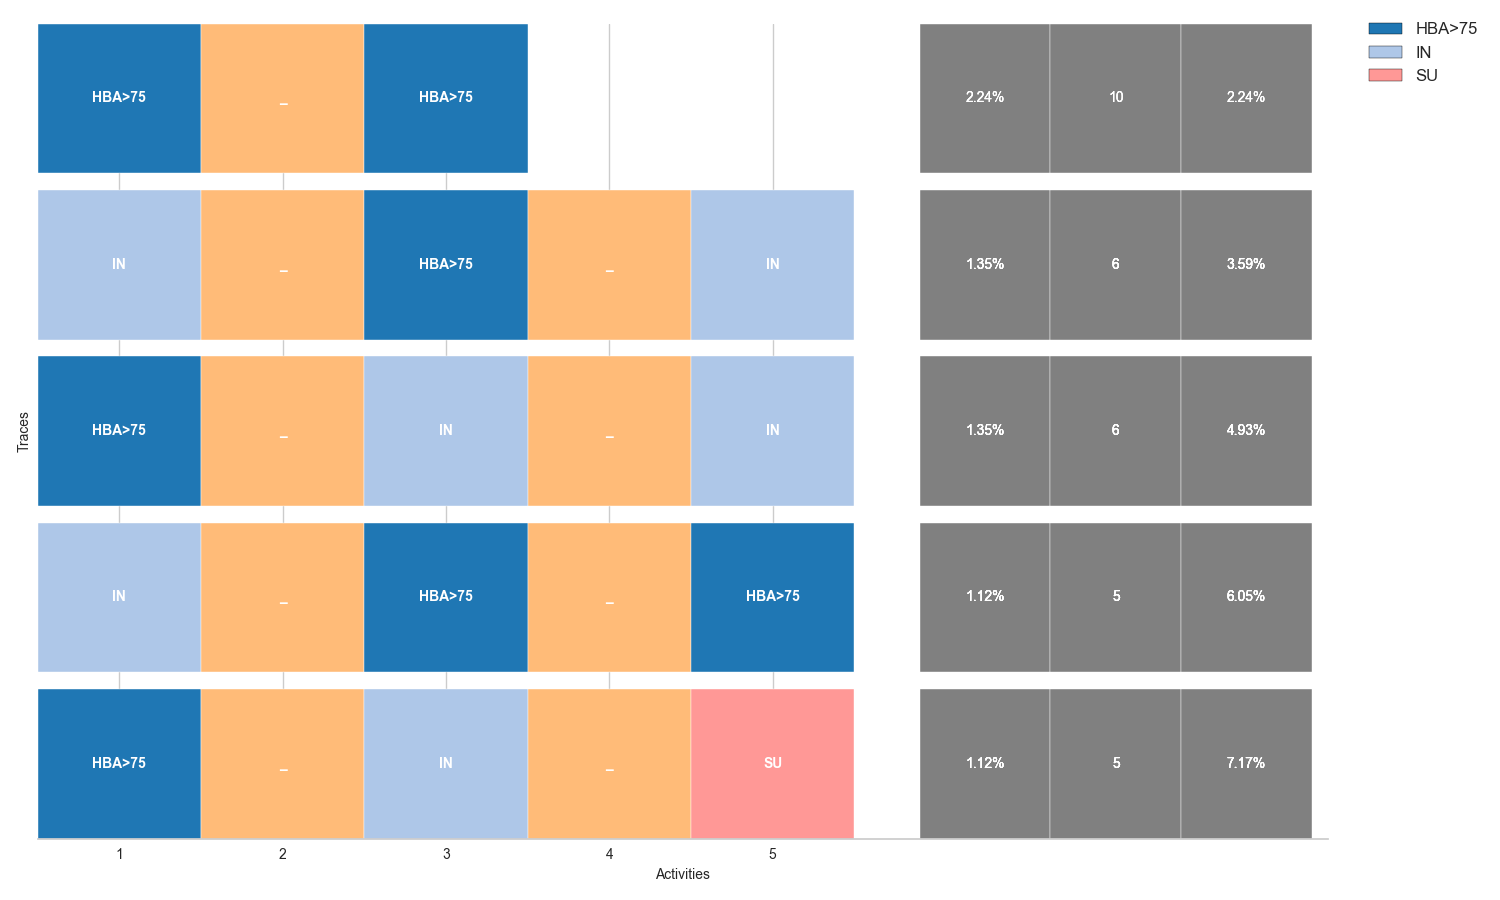 HBA>75 _ HBA>75 2.24% 10 2.24%
IN _ HBA>75 _ IN 1.35% 6 3.59%
HBA>75 _ IN _ IN 1.35% 6 4.93%
IN _ HBA>75 _ HBA>75 1.12% 5 6.05%
HBA>75 _ IN _ SU 1.12% 5 7.17%
Traces
1 2 3 4 5
Activities
HBA>75
IN
SU